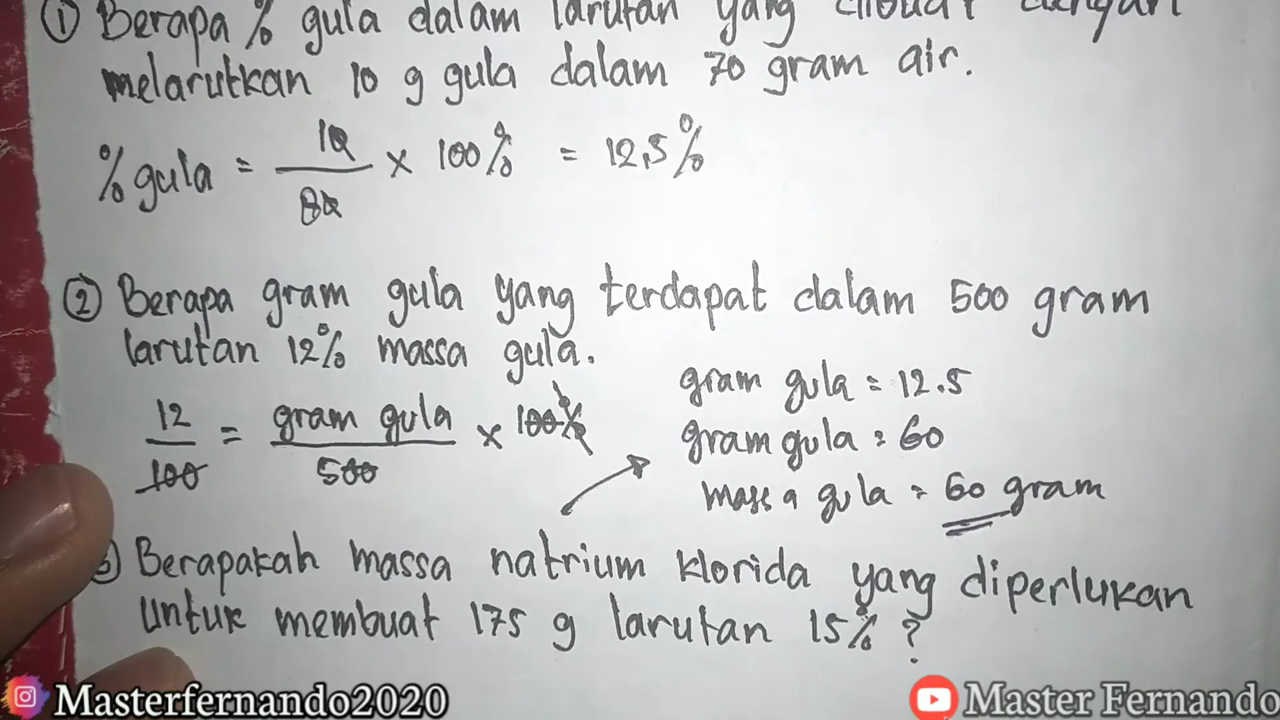 ① Berapa % gula dalam larutan yang dibuat dengan
melarutkan 10 g gula dalam 70 gram air.
% gula = 10/80 × 100% = 12,5%
② Berapa gram gula yang terdapat dalam 500 gram
larutan 12% massa gula.
12/100 = gram gula/500 × 100%
gram gula = 12.5
gram gula = 60
massa gula = 60 gram
③ Berapakah massa natrium klorida yang diperlukan
untuk membuat 175 g larutan 15% ?
Masterfernando2020
Master Fernando